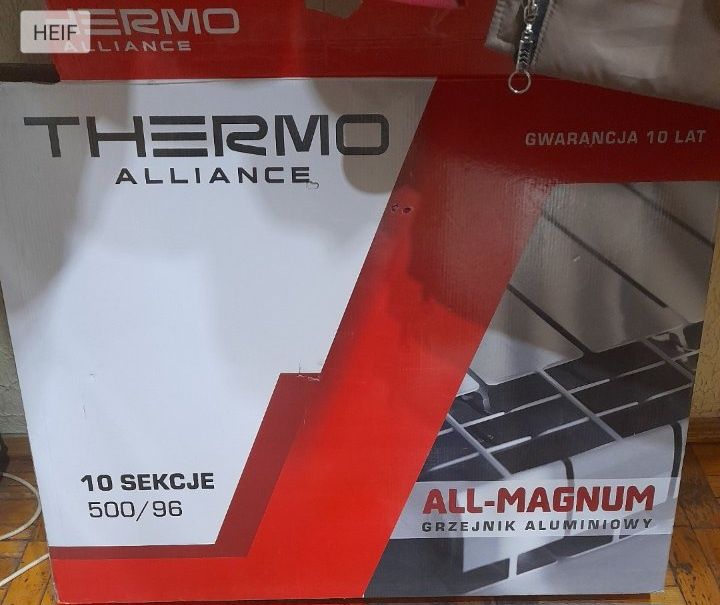 HEIF
THERMO
ALLIANCE
THERMO
ALLIANCE
GWARANCJA 10 LAT
10 SEKCJE
500/96
ALL-MAGNUM
GRZEJNIK ALUMINIOWY